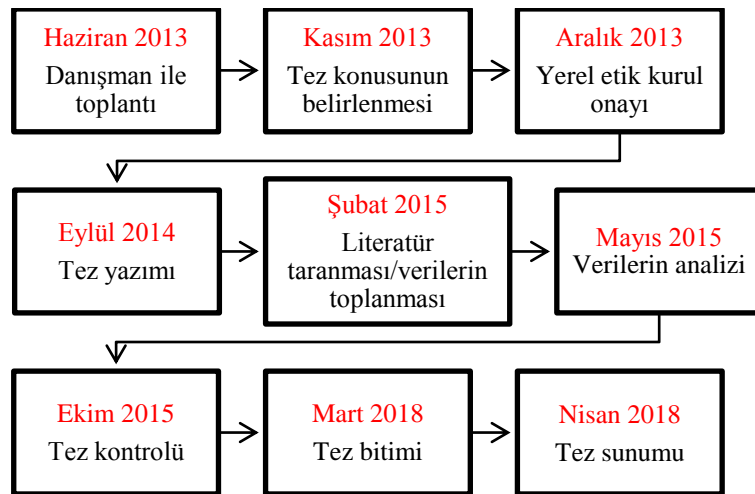 Haziran 2013
Danışman ile
toplantı
Kasım 2013
Tez konusunun
belirlenmesi
Aralık 2013
Yerel etik kurul
onayı
Eylül 2014
Tez yazımı
Şubat 2015
Literatür
taranması/verilerin
toplanması
Mayıs 2015
Verilerin analizi
Ekim 2015
Tez kontrolü
Mart 2018
Tez bitimi
Nisan 2018
Tez sunumu